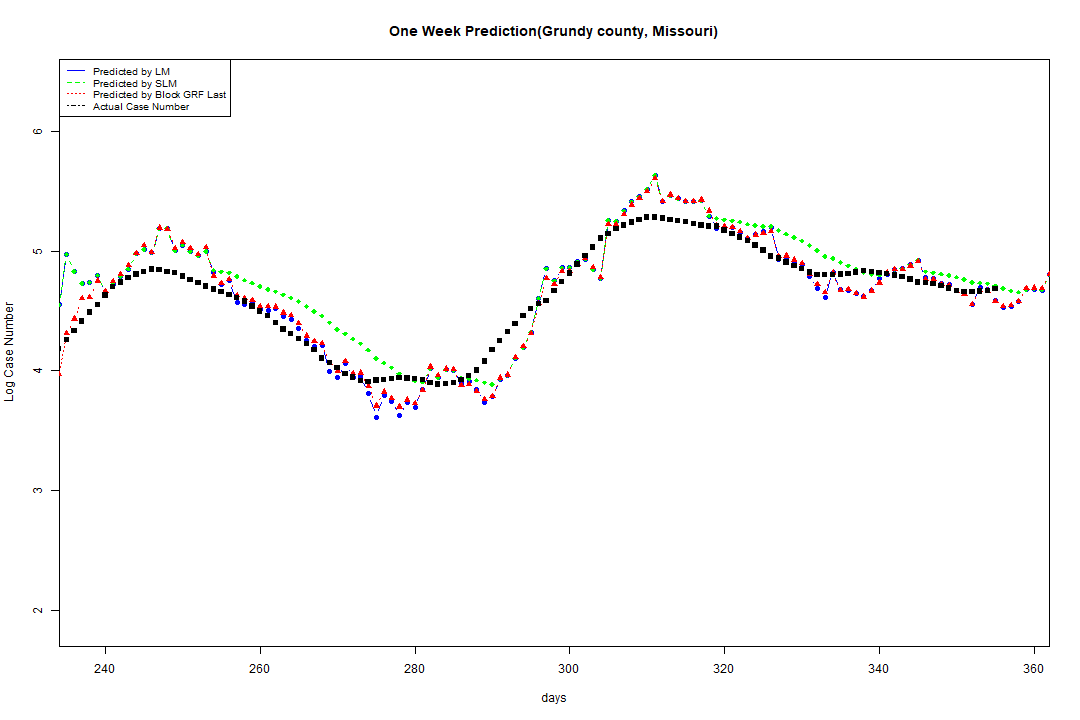 One Week Prediction(Grundy county, Missouri)
Predicted by LM
Predicted by SLM
Predicted by Block GRF Last
Actual Case Number
6
5
4
3
2
Log Case Number
240 260 280 300 320 340 360
days